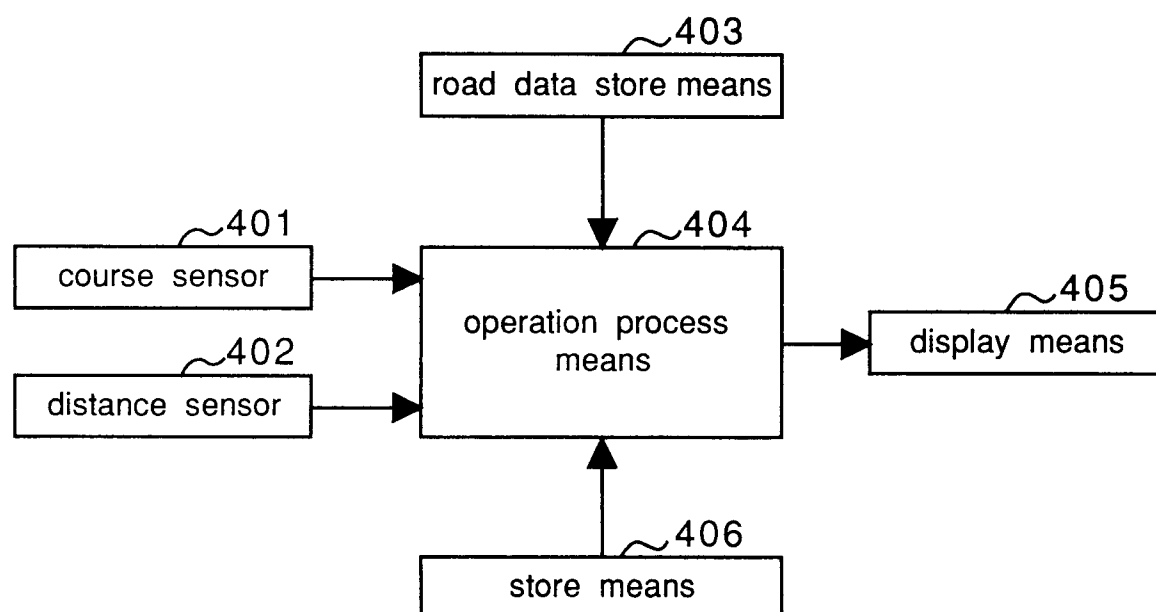 403
road data store means
401
course sensor
404
operation process
means
405
display means
402
distance sensor
406
store means